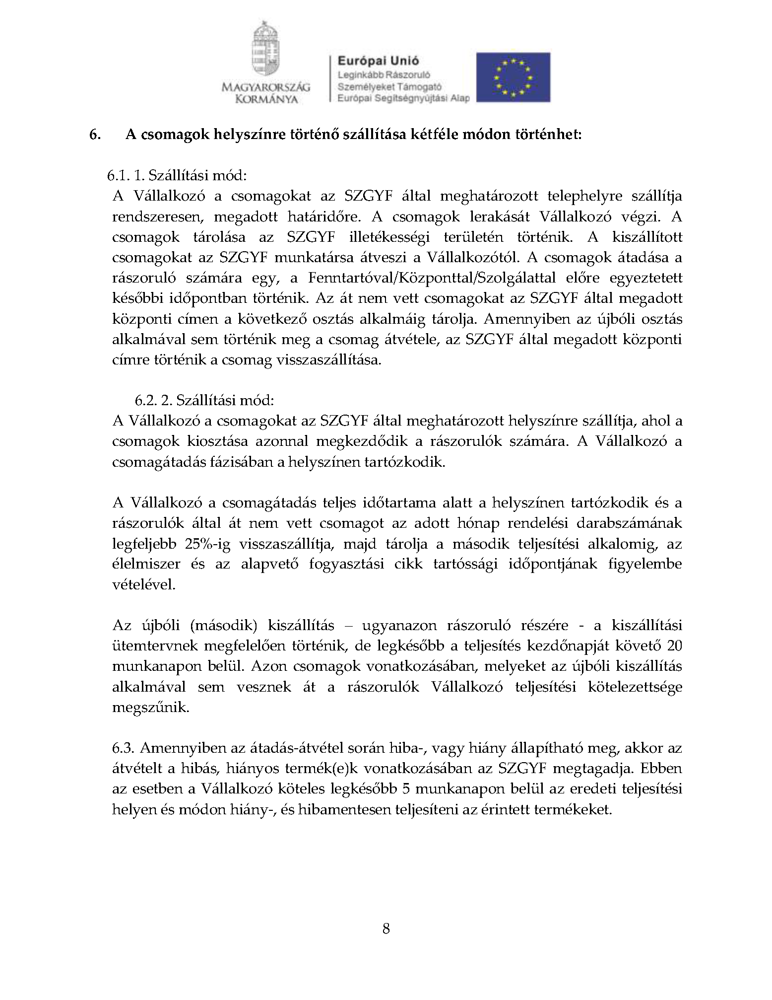 MAGYARORSZÁG
KORMÁNYA
Európai Unió
Leginkább Rászoruló
Személyeket Támogató
Európai Segítségnyújtási Alap
6. A csomagok helyszínre történő szállítása kétféle módon történhet:
6.1. 1. Szállítási mód:
A Vállalkozó a csomagokat az SZGYF által meghatározott telephelyre szállítja
rendszeresen, megadott határidőre. A csomagok lerakását Vállalkozó végzi. A
csomagok tárolása az SZGYF illetékességi területén történik. A kiszállított
csomagokat az SZGYF munkatársa átveszi a Vállalkozótól. A csomagok átadása a
rászoruló számára egy, a Fenntartóval/Központtal/Szolgálattal előre egyeztetett
későbbi időpontban történik. Az át nem vett csomagokat az SZGYF által megadott
központi címen a következő osztás alkalmáig tárolja. Amennyiben az újbóli osztás
alkalmával sem történik meg a csomag átvétele, az SZGYF által megadott központi
címre történik a csomag visszaszállítása.
6.2. 2. Szállítási mód:
A Vállalkozó a csomagokat az SZGYF által meghatározott helyszínre szállítja, ahol a
csomagok kiosztása azonnal megkezdődik a rászorulók számára. A Vállalkozó a
csomagátadás fázisában a helyszínen tartózkodik.
A Vállalkozó a csomagátadás teljes időtartama alatt a helyszínen tartózkodik és a
rászorulók által át nem vett csomagot az adott hónap rendelési darabszámának
legfeljebb 25%-ig visszaszállítja, majd tárolja a második teljesítési alkalomig, az
élelmiszer és az alapvető fogyasztási cikk tartóssági időpontjának figyelembe
vételével.
Az újbóli (második) kiszállítás – ugyanazon rászoruló részére - a kiszállítási
ütemtervnek megfelelően történik, de legkésőbb a teljesítés kezdőnapját követő 20
munkanapon belül. Azon csomagok vonatkozásában, melyeket az újbóli kiszállítás
alkalmával sem vesznek át a rászorulók Vállalkozó teljesítési kötelezettsége
megszűnik.
6.3. Amennyiben az átadás-átvétel során hiba-, vagy hiány állapítható meg, akkor az
átvételt a hibás, hiányos termék(e)k vonatkozásában az SZGYF megtagadja. Ebben
az esetben a Vállalkozó köteles legkésőbb 5 munkanapon belül az eredeti teljesítési
helyen és módon hiány-, és hibamentesen teljesíteni az érintett termékeket.
8